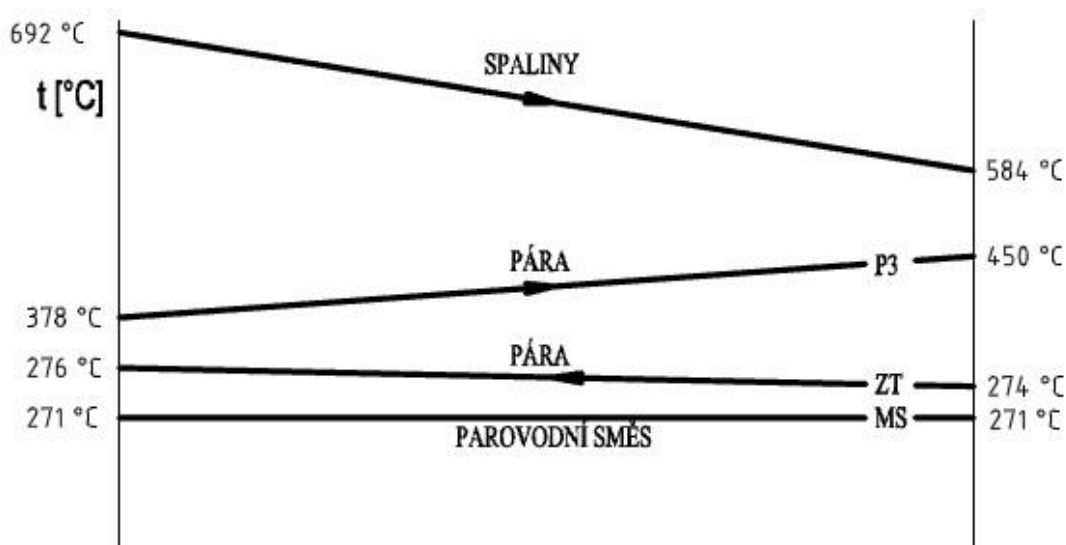 692 °C
t [°C]
SPALINY
584 °C
PÁRA
P3
450 °C
378 °C
PÁRA
276 °C
ZT
274 °C
271 °C
MS
271 °C
PAROVODNÍ SMĚS